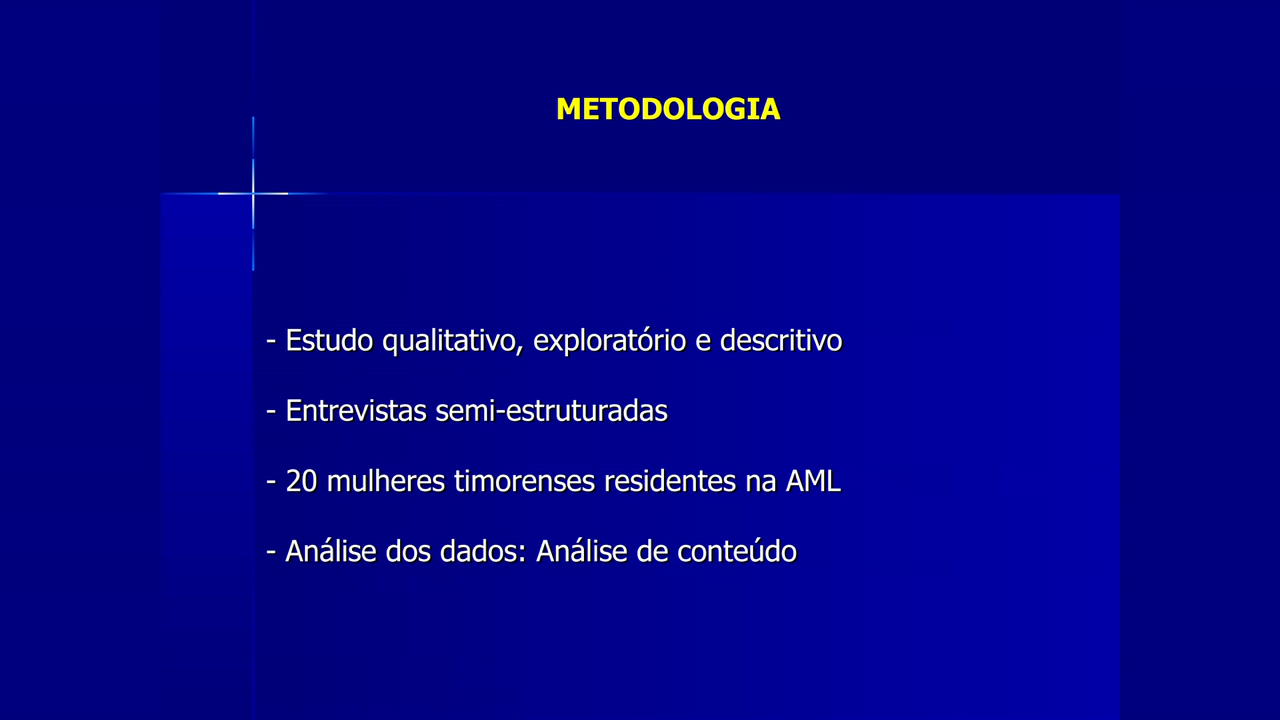 METODOLOGIA
- Estudo qualitativo, exploratório e descritivo
- Entrevistas semi-estruturadas
- 20 mulheres timorenses residentes na AML
- Análise dos dados: Análise de conteúdo